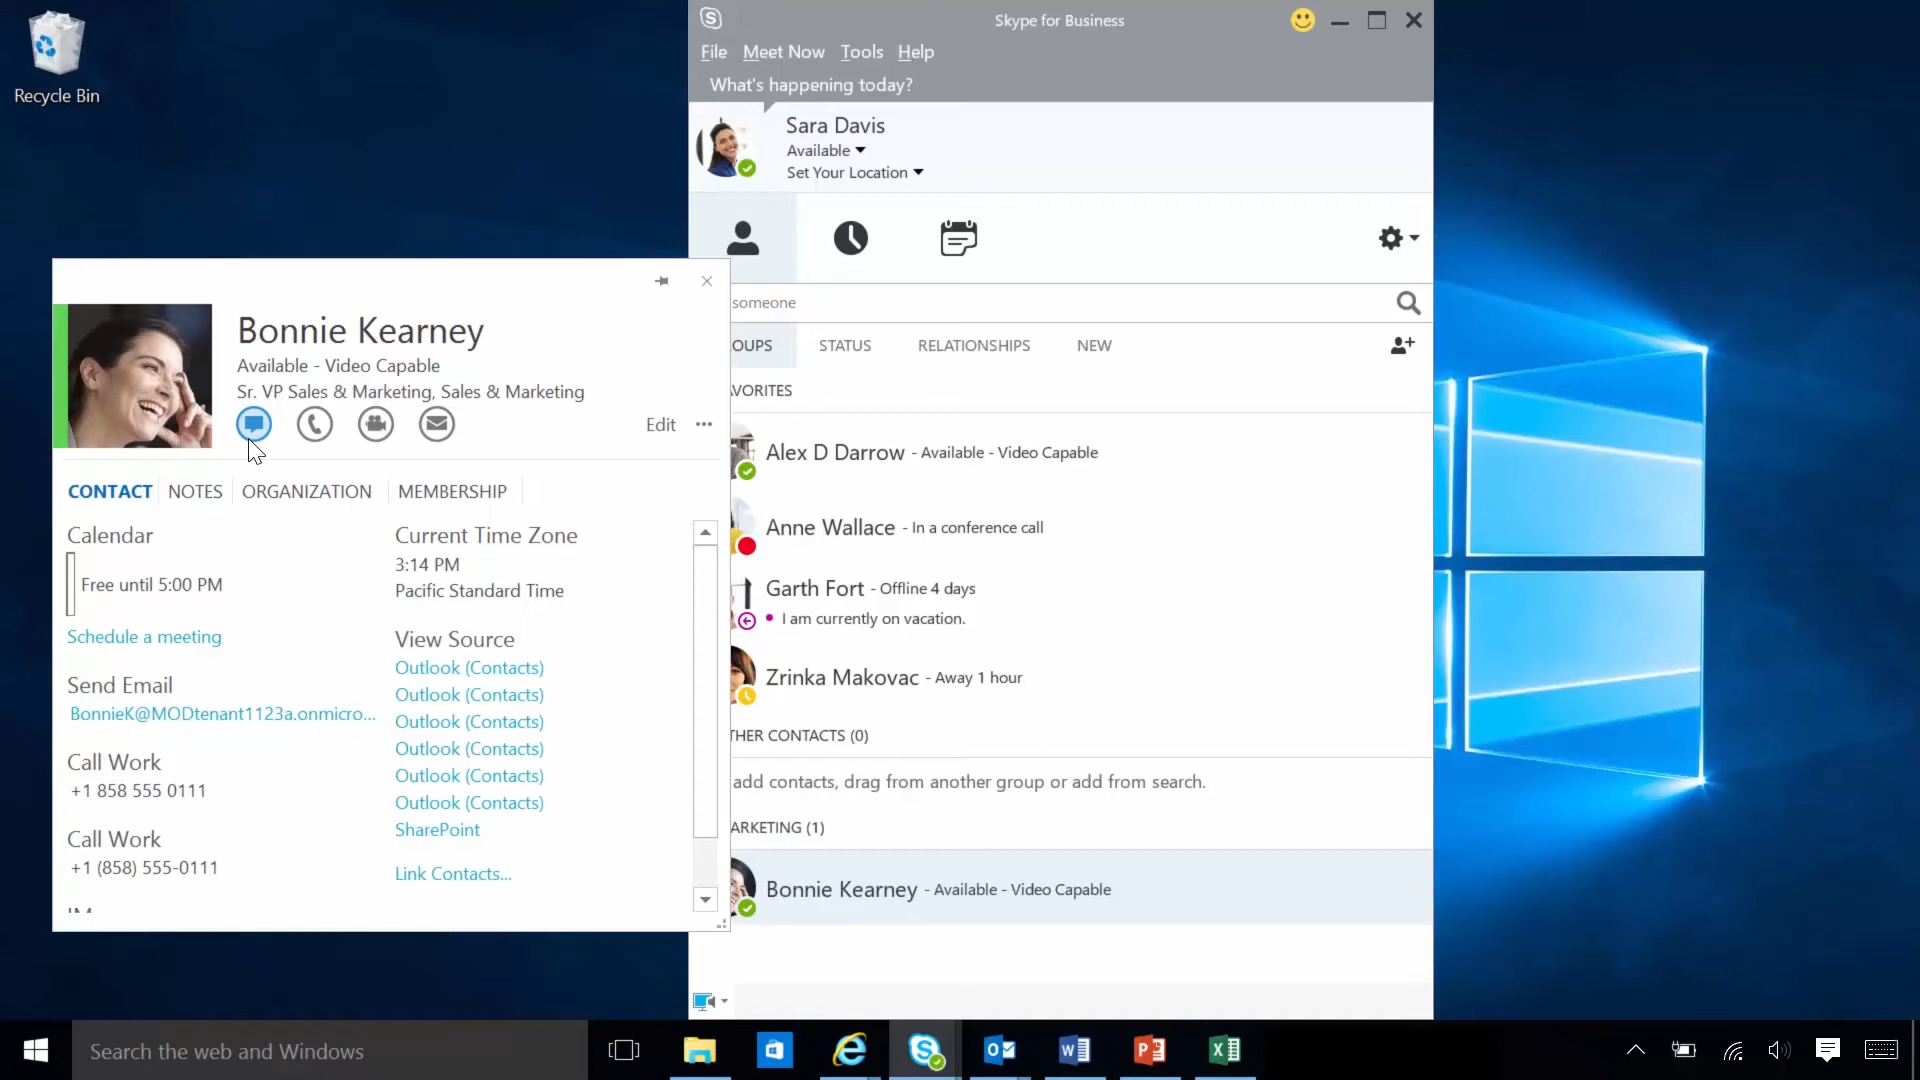 Recycle Bin
Skype for Business
File Meet Now Tools Help
What's happening today?
Sara Davis
Available
Set Your Location
someone
OUPS STATUS RELATIONSHIPS NEW
VORITES
Alex D Darrow - Available - Video Capable
Anne Wallace - In a conference call
Garth Fort - Offline 4 days
I am currently on vacation.
Zrinka Makovac - Away 1 hour
THER CONTACTS (0)
add contacts, drag from another group or add from search.
ARKETING (1)
Bonnie Kearney - Available - Video Capable
Bonnie Kearney
Available - Video Capable
Sr. VP Sales & Marketing, Sales & Marketing
Edit
CONTACT NOTES ORGANIZATION MEMBERSHIP
Calendar
Free until 5:00 PM
Schedule a meeting
Send Email
BonnieK@MODtenant1123a.onmicro...
Call Work
+1 858 555 0111
Call Work
+1 (858) 555-0111
Current Time Zone
3:14 PM
Pacific Standard Time
View Source
Outlook (Contacts)
Outlook (Contacts)
Outlook (Contacts)
Outlook (Contacts)
Outlook (Contacts)
Outlook (Contacts)
SharePoint
Link Contacts...
Search the web and Windows